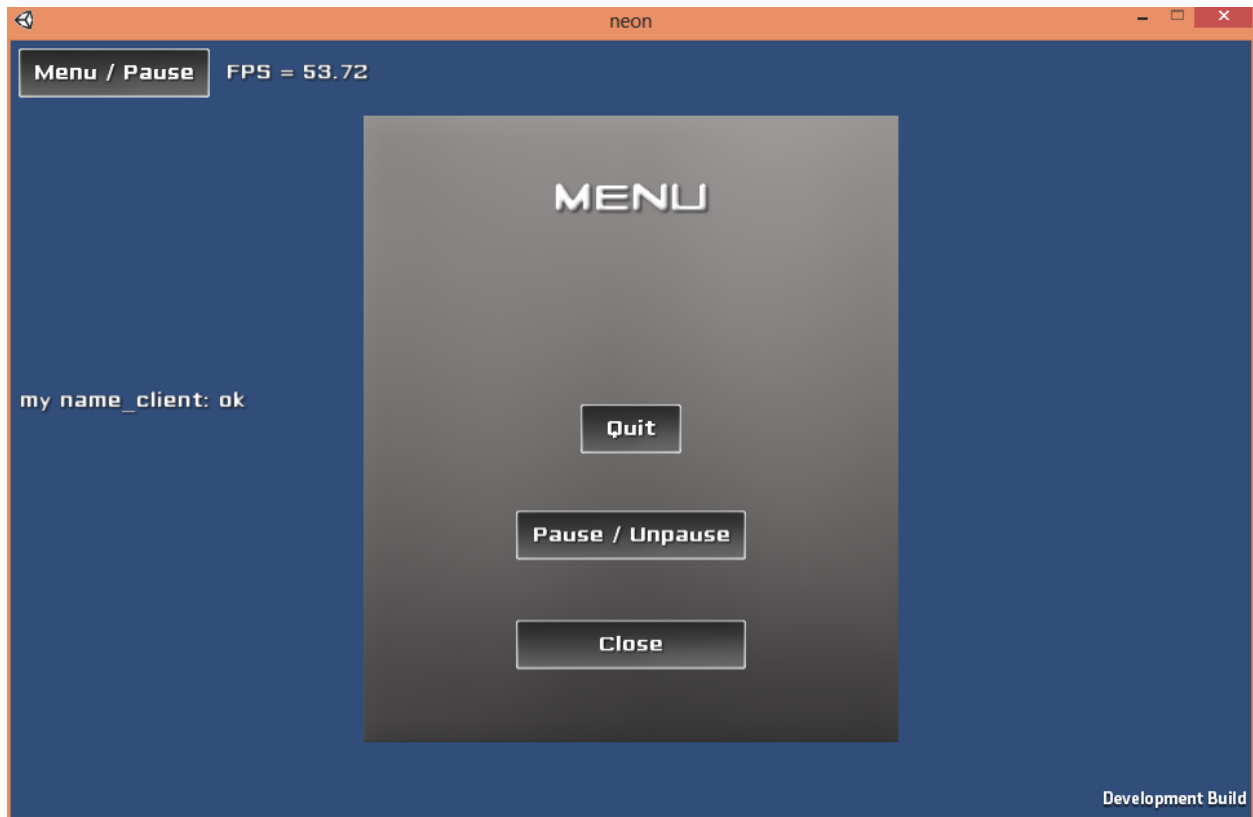 neon
Menu / Pause FPS = 53.72
MENU
my name_client: ok
Quit
Pause / Unpause
Close
Development Build